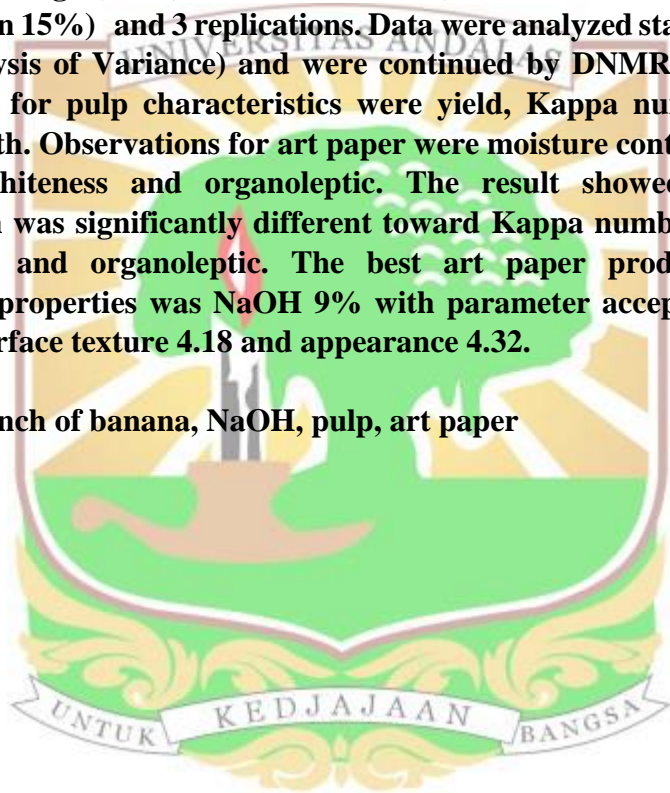 n 15%) and 3 replications. Data were analyzed sta
UNIVERSITAS ANDALAS
ysis of Variance) and were continued by DNMR
for pulp characteristics were yield, Kappa nu
th. Observations for art paper were moisture cont
hiteness and organoleptic. The result showed
was significantly different toward Kappa numb
and organoleptic. The best art paper prod
properties was NaOH 9% with parameter accep
rface texture 4.18 and appearance 4.32.
nch of banana, NaOH, pulp, art paper
UNTUK KEDJAJAAN BANGSA